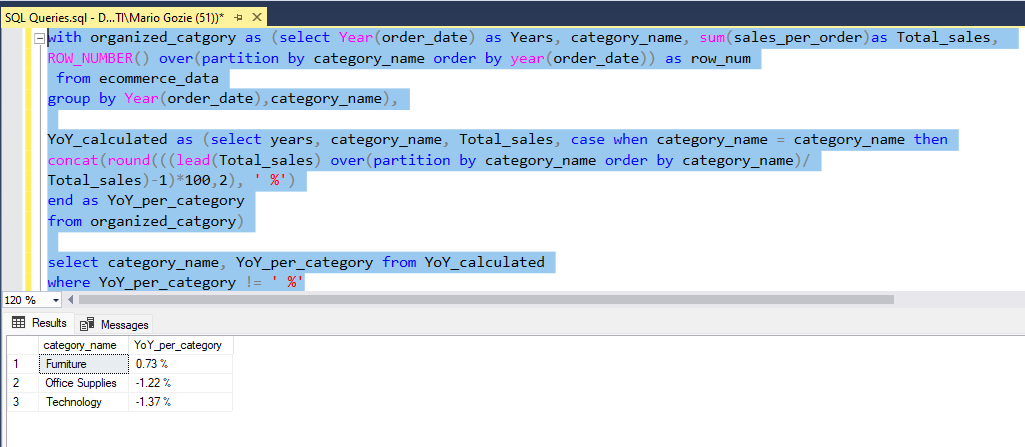 SQL Queries.sql - D...TI\Mario Gozie (51))*
with organized_catgory as (select Year(order_date) as Years, category_name, sum(sales_per_order)as Total_sales,
ROW_NUMBER() over(partition by category_name order by year(order_date)) as row_num
from ecommerce_data
group by Year(order_date),category_name),
YoY_calculated as (select years, category_name, Total_sales, case when category_name = category_name then
concat(round(((lead(Total_sales) over(partition by category_name order by category_name)/
Total_sales)-1)*100,2), ' %')
end as YoY_per_category
from organized_catgory)
select category_name, YoY_per_category from YoY_calculated
where YoY_per_category != ' %'
120 %
Results Messages
category_name YoY_per_category
1 Furniture 0.73 %
2 Office Supplies -1.22 %
3 Technology -1.37 %